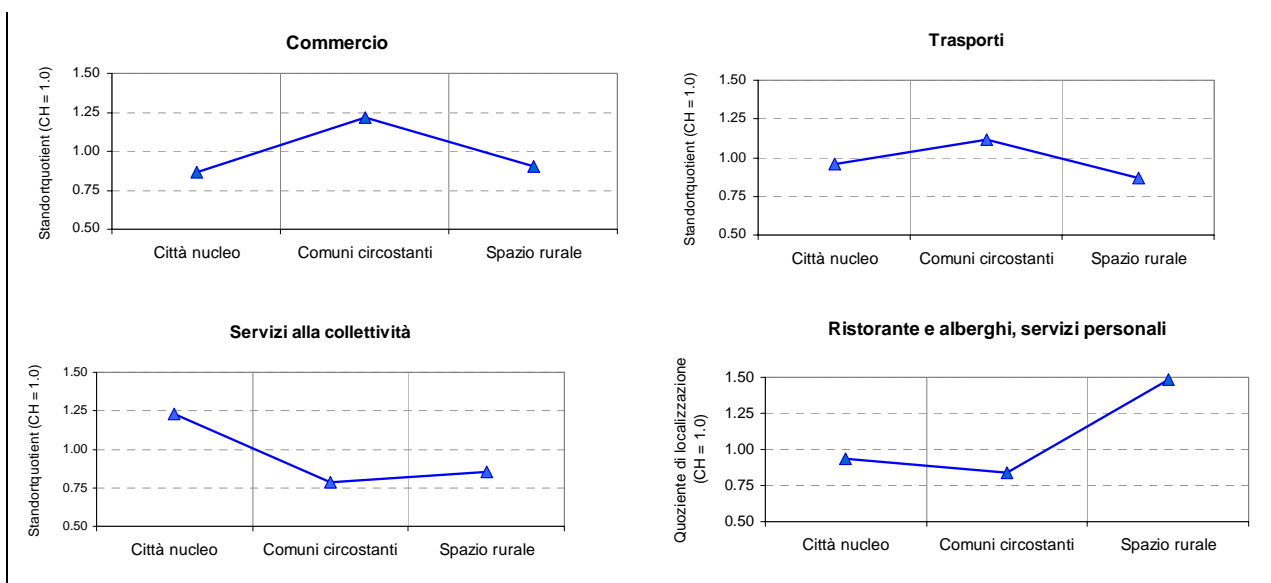 Commercio
Standortquotient (CH = 1.0)
1.50
1.25
1.00
0.75
0.50
Città nucleo
Comuni circostanti
Spazio rurale
Trasporti
Standortquotient (CH = 1.0)
1.50
1.25
1.00
0.75
0.50
Città nucleo
Comuni circostanti
Spazio rurale
Servizi alla collettività
Standortquotient (CH = 1.0)
1.50
1.25
1.00
0.75
0.50
Città nucleo
Comuni circostanti
Spazio rurale
Ristorante e alberghi, servizi personali
Quoziente di localizzazione
(CH = 1.0)
1.50
1.25
1.00
0.75
0.50
Città nucleo
Comuni circostanti
Spazio rurale